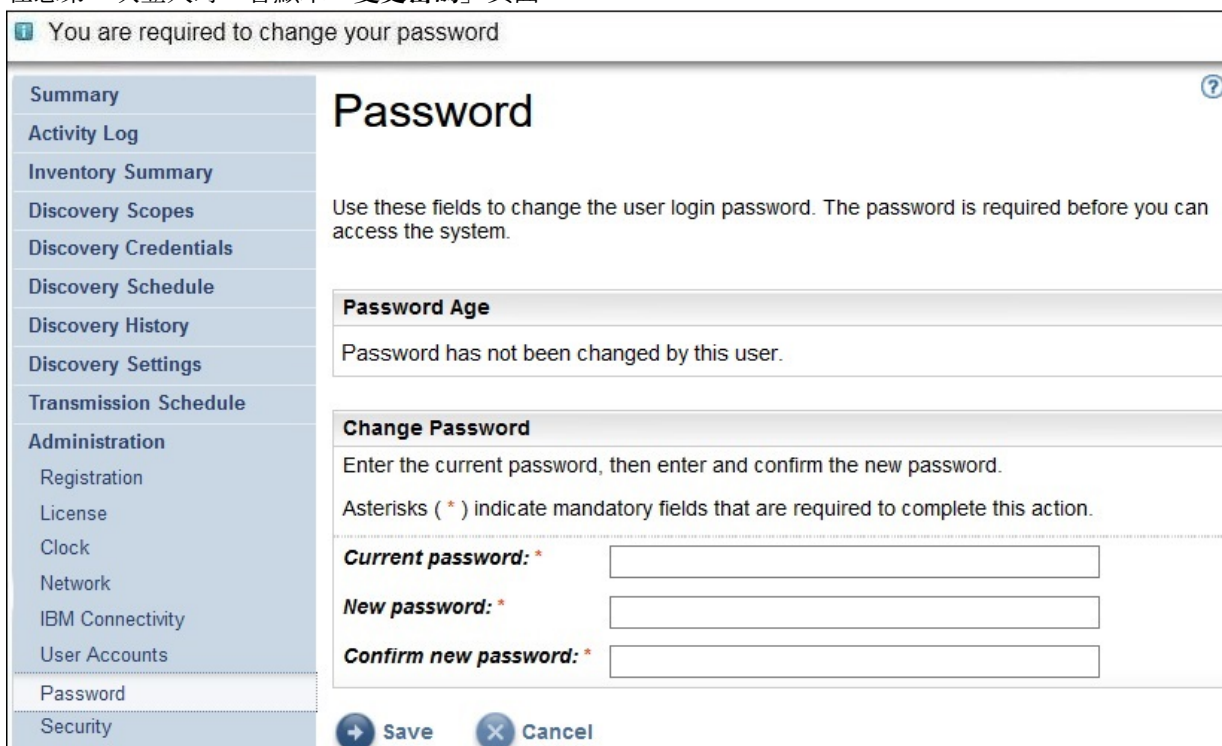 You are required to change your password
Summary
Activity Log
Inventory Summary
Discovery Scopes
Discovery Credentials
Discovery Schedule
Discovery History
Discovery Settings
Transmission Schedule
Administration
Registration
License
Clock
Network
IBM Connectivity
User Accounts
Password
Security
Password
Use these fields to change the user login password. The password is required before you can
access the system.
Password Age
Password has not been changed by this user.
Change Password
Enter the current password, then enter and confirm the new password.
Asterisks ( * ) indicate mandatory fields that are required to complete this action.
Current password: *
New password: *
Confirm new password: *
Save
Cancel